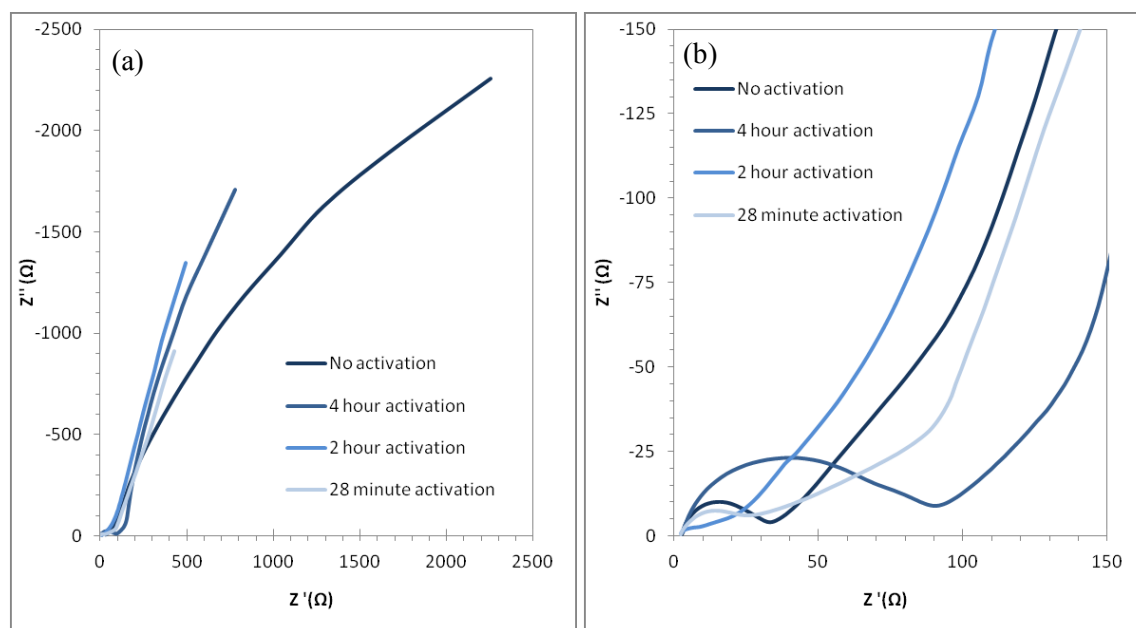 (a)
-2500
-2000
-1500
-1000
-500
0
Z'' (Ω)
No activation
4 hour activation
2 hour activation
28 minute activation
0 500 1000 1500 2000 2500
Z '(Ω)
(b)
-150
-125
-100
-75
-50
-25
0
Z'' (Ω)
No activation
4 hour activation
2 hour activation
28 minute activation
0 50 100 150
Z '(Ω)